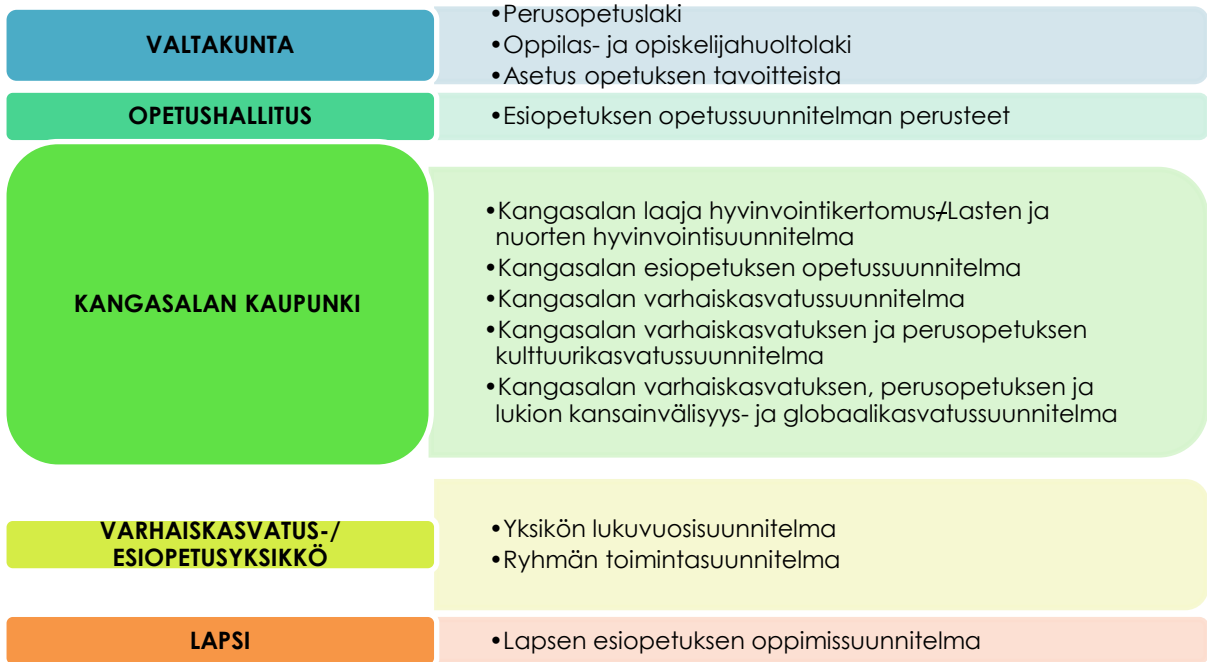 VALTAKUNTA
•Perusopetuslaki
•Oppilas- ja opiskelijahuoltolaki
•Asetus opetuksen tavoitteista
OPETUSHALLITUS
•Esiopetuksen opetussuunnitelman perusteet
KANGASALAN KAUPUNKI
•Kangasalan laaja hyvinvointikertomus/Lasten ja
nuorten hyvinvointisuunnitelma
•Kangasalan esiopetuksen opetussuunnitelma
•Kangasalan varhaiskasvatussuunnitelma
•Kangasalan varhaiskasvatuksen ja perusopetuksen
kulttuurikasvatussuunnitelma
•Kangasalan varhaiskasvatuksen, perusopetuksen ja
lukion kansainvälisyys- ja globaalikasvatussuunnitelma
VARHAISKASVATUS-/
ESIOPETUSYKSIKKÖ
•Yksikön lukuvuosisuunnitelma
•Ryhmän toimintasuunnitelma
LAPSI
•Lapsen esiopetuksen oppimissuunnitelma